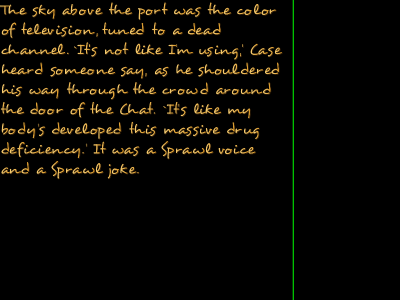 The sky above the port was the color
of television, tuned to a dead
channel. 'It's not like I'm using,' Case
heard someone say, as he shouldered
his way through the crowd around
the door of the Chat. 'It's like my
body's developed this massive drug
deficiency.' It was a Sprawl voice
and a Sprawl joke.